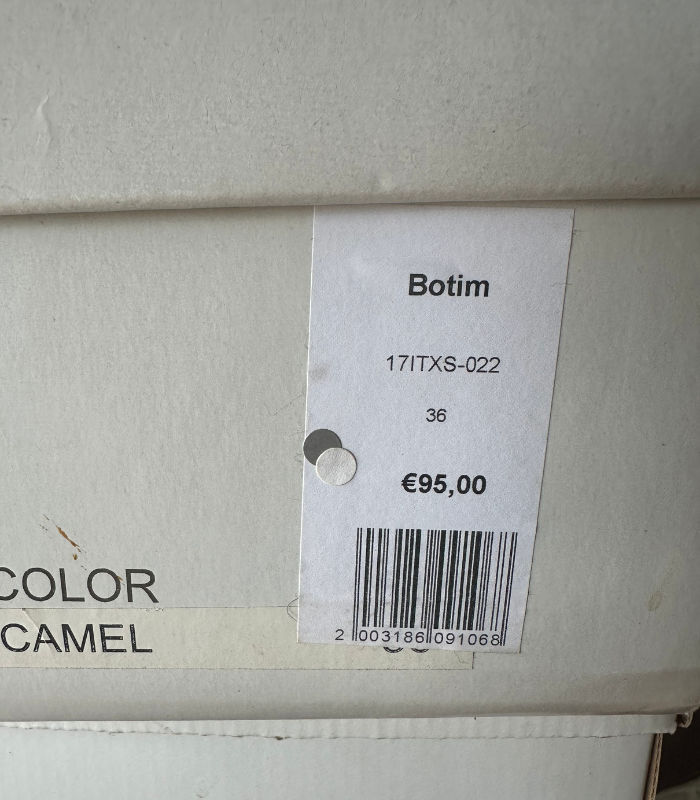 Botim
17ITXS-022
36
€95,00
2 003186 091068
COLOR
CAMEL